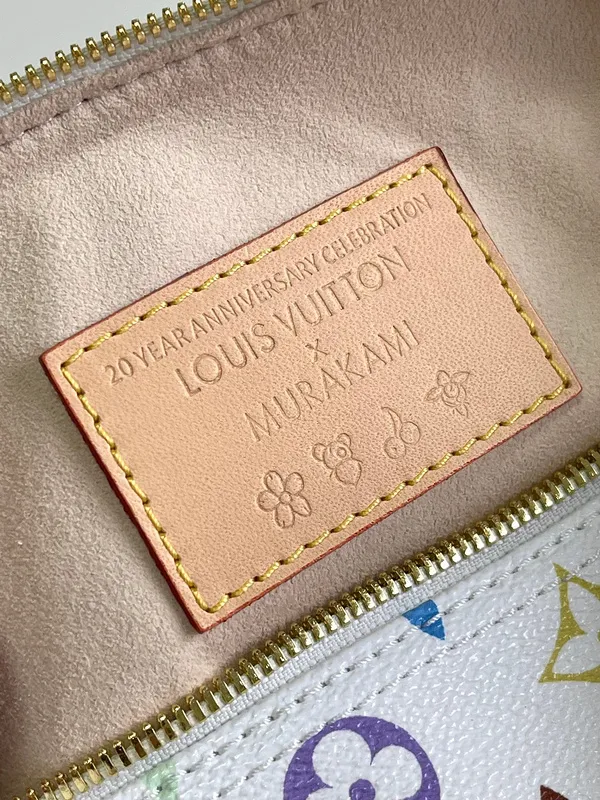 20 YEAR ANNIVERSARY CELEBRATION
LOUIS VUITTON
X
MURAKAMI